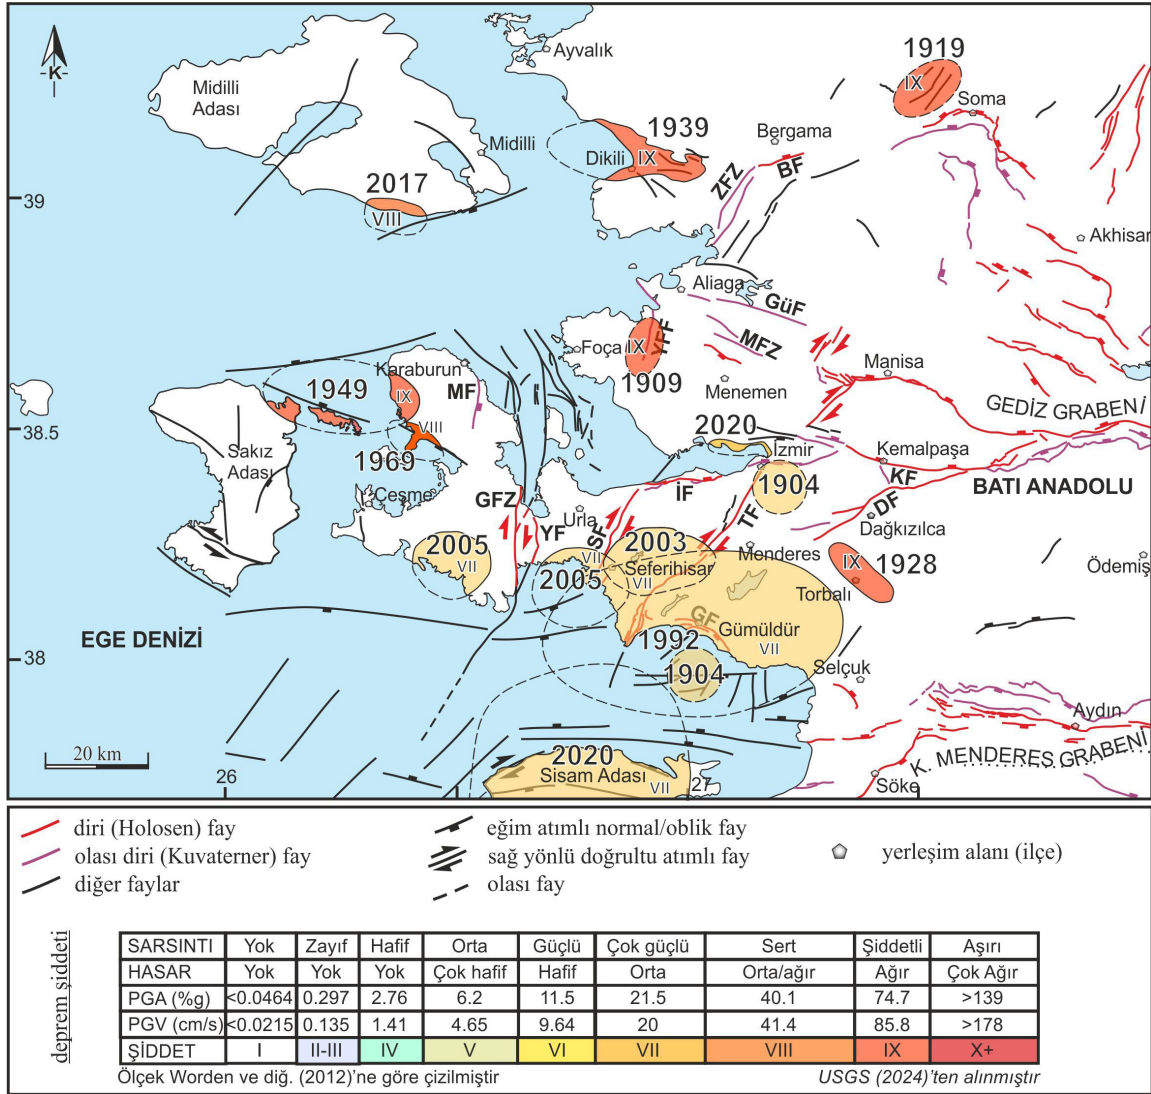 1919
Ayvalık
-K-
IX
Midilli
Adası
Soma
1939
Bergama
Midilli
Dikili
IX
ZFZ
BF
2017
39
VIII
Akhisar
Aliaga
GüF
YFF
MFZ
Foça
IX
Manisa
Karaburun
1909
1949
MF
Menemen
IX
GEDİZ GRABENİ
38.5
VIII
2020
İzmir
Sakız
Adası
1969
Kemalpaşa
KF
Çeşme
GFZ
İF
1904
BATI ANADOLU
DF
Urla
TF
Dağkızılca
YF
SF
2005
2003
Menderes
VII
VII
Seferihisar
IX
1928
Ödemiş
2005
VII
Torbalı
GF
EGE DENİZİ
1992
Gümüldür
VII
38
1904
Selçuk
Aydın
20 km
2020
K. MENDERES GRABENİ
26
Sisam Adası
VII
27
Söke
diri (Holosen) fay
eğim atımlı normal/oblik fay
olası diri (Kuvaterner) fay
sağ yönlü doğrultu atımlı fay
yerleşim alanı (ilçe)
diğer faylar
olası fay
deprem şiddeti
SARSINTI Yok Zayıf Hafif Orta Güçlü Çok güçlü Sert Şiddetli Aşırı
HASAR Yok Yok Yok Çok hafif Hafif Orta Orta/ağır Ağır Çok Ağır
PGA (%g) <0.0464 0.297 2.76 6.2 11.5 21.5 40.1 74.7 >139
PGV (cm/s) <0.0215 0.135 1.41 4.65 9.64 20 41.4 85.8 >178
ŞİDDET I II-III IV V VI VII VIII IX X+
Ölçek Worden ve diğ. (2012)'ne göre çizilmiştir
USGS (2024)'ten alınmıştır